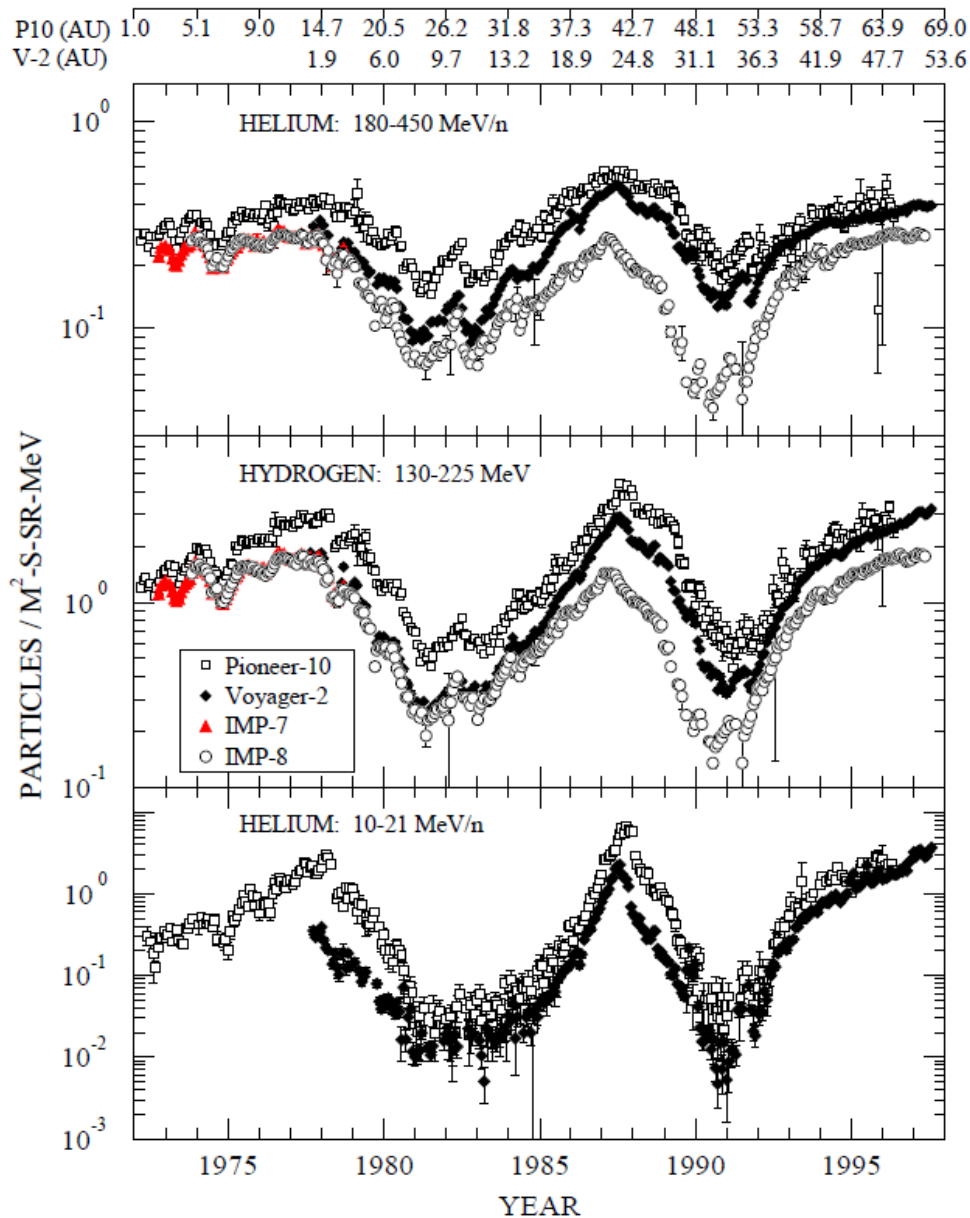 P10 (AU) 1.0 5.1 9.0 14.7 20.5 26.2 31.8 37.3 42.7 48.1 53.3 58.7 63.9 69.0
V-2 (AU) 1.9 6.0 9.7 13.2 18.9 24.8 31.1 36.3 41.9 47.7 53.6
HELIUM: 180-450 MeV/n
10^0
10^-1
HYDROGEN: 130-225 MeV
10^0
10^-1
Pioneer-10
Voyager-2
IMP-7
IMP-8
HELIUM: 10-21 MeV/n
10^0
10^-1
10^-2
10^-3
PARTICLES / M^2-S-SR-MeV
1975 1980 1985 1990 1995
YEAR